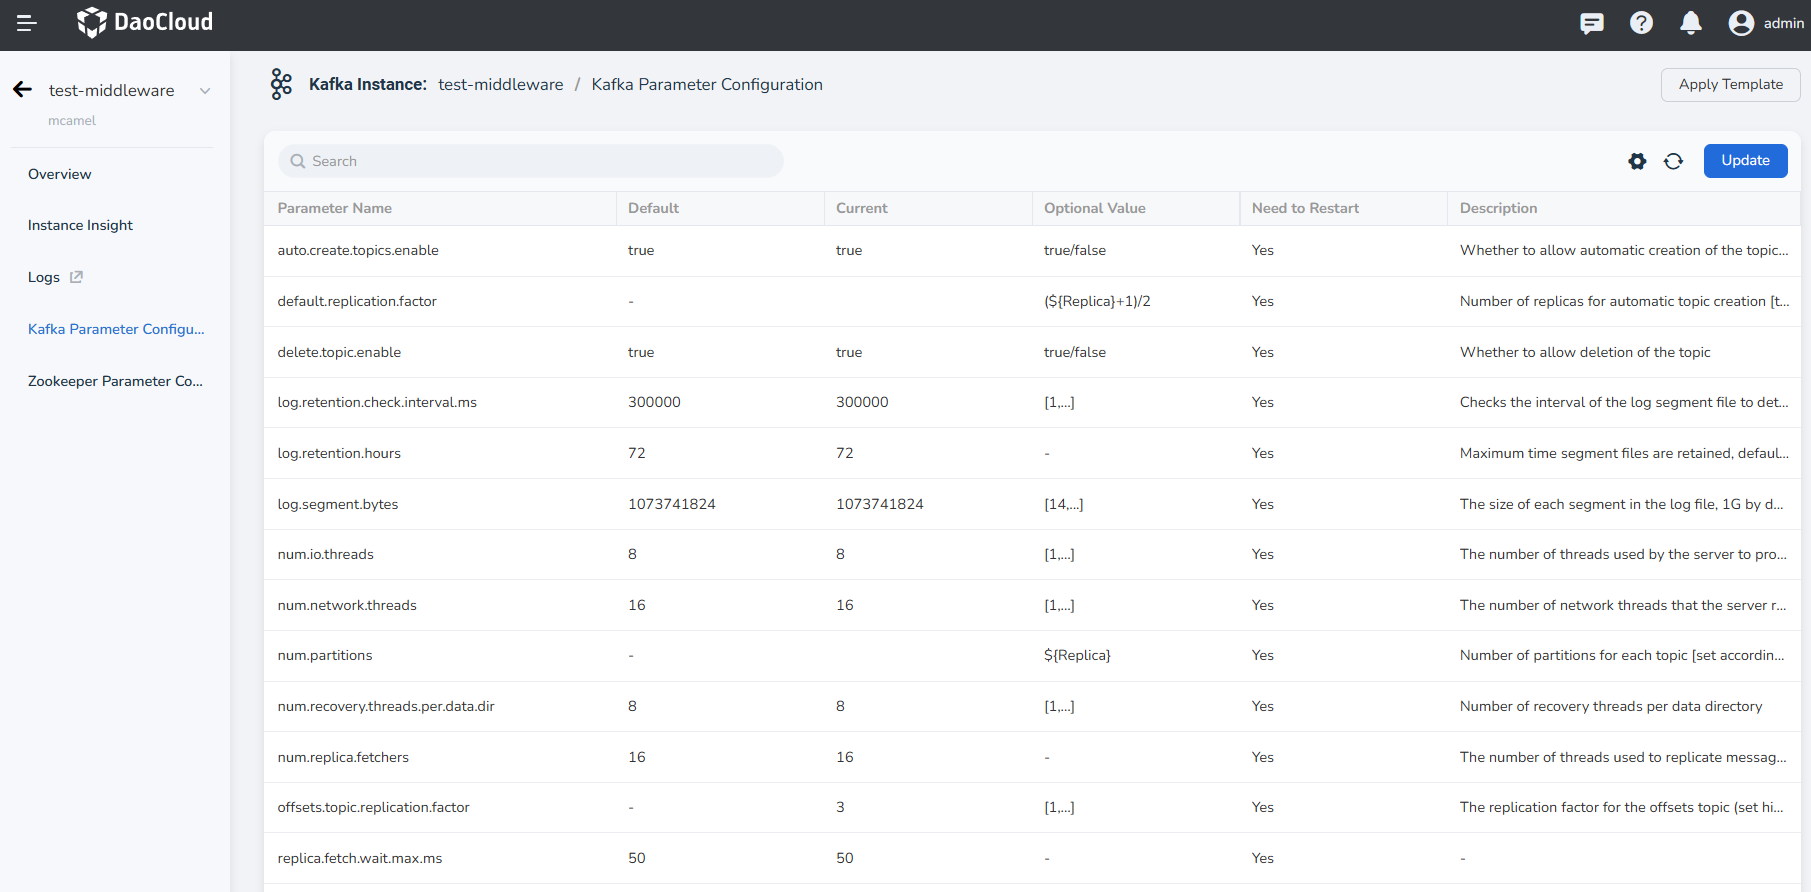 DaoCloud
admin
test-middleware
mcamel
Overview
Instance Insight
Logs
Kafka Parameter Configu...
Zookeeper Parameter Co...
Kafka Instance: test-middleware / Kafka Parameter Configuration
Apply Template
Search
Update
Parameter Name Default Current Optional Value Need to Restart Description
auto.create.topics.enable true true true/false Yes Whether to allow automatic creation of the topic...
default.replication.factor - (${Replica}+1)/2 Yes Number of replicas for automatic topic creation [t...
delete.topic.enable true true true/false Yes Whether to allow deletion of the topic
log.retention.check.interval.ms 300000 300000 [1,...] Yes Checks the interval of the log segment file to det...
log.retention.hours 72 72 - Yes Maximum time segment files are retained, defaul...
log.segment.bytes 1073741824 1073741824 [14,...] Yes The size of each segment in the log file, 1G by d...
num.io.threads 8 8 [1,...] Yes The number of threads used by the server to pro...
num.network.threads 16 16 [1,...] Yes The number of network threads that the server r...
num.partitions - ${Replica} Yes Number of partitions for each topic [set accordin...
num.recovery.threads.per.data.dir 8 8 [1,...] Yes Number of recovery threads per data directory
num.replica.fetchers 16 16 - Yes The number of threads used to replicate messag...
offsets.topic.replication.factor - 3 [1,...] Yes The replication factor for the offsets topic (set hi...
replica.fetch.wait.max.ms 50 50 - Yes -